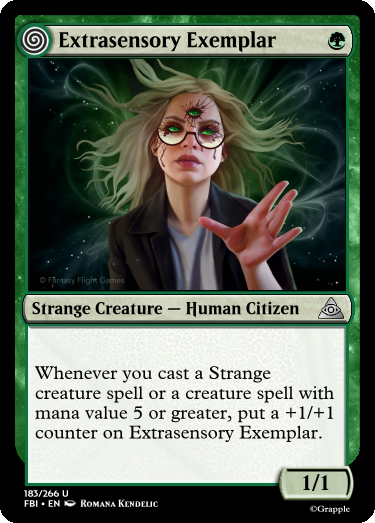 Extrasensory Exemplar
© Fantasy Flight Games
Strange Creature — Human Citizen
Whenever you cast a Strange
creature spell or a creature spell with
mana value 5 or greater, put a +1/+1
counter on Extrasensory Exemplar.
1/1
183/266 U
FBI • EN Romana Kendelic
©Grapple